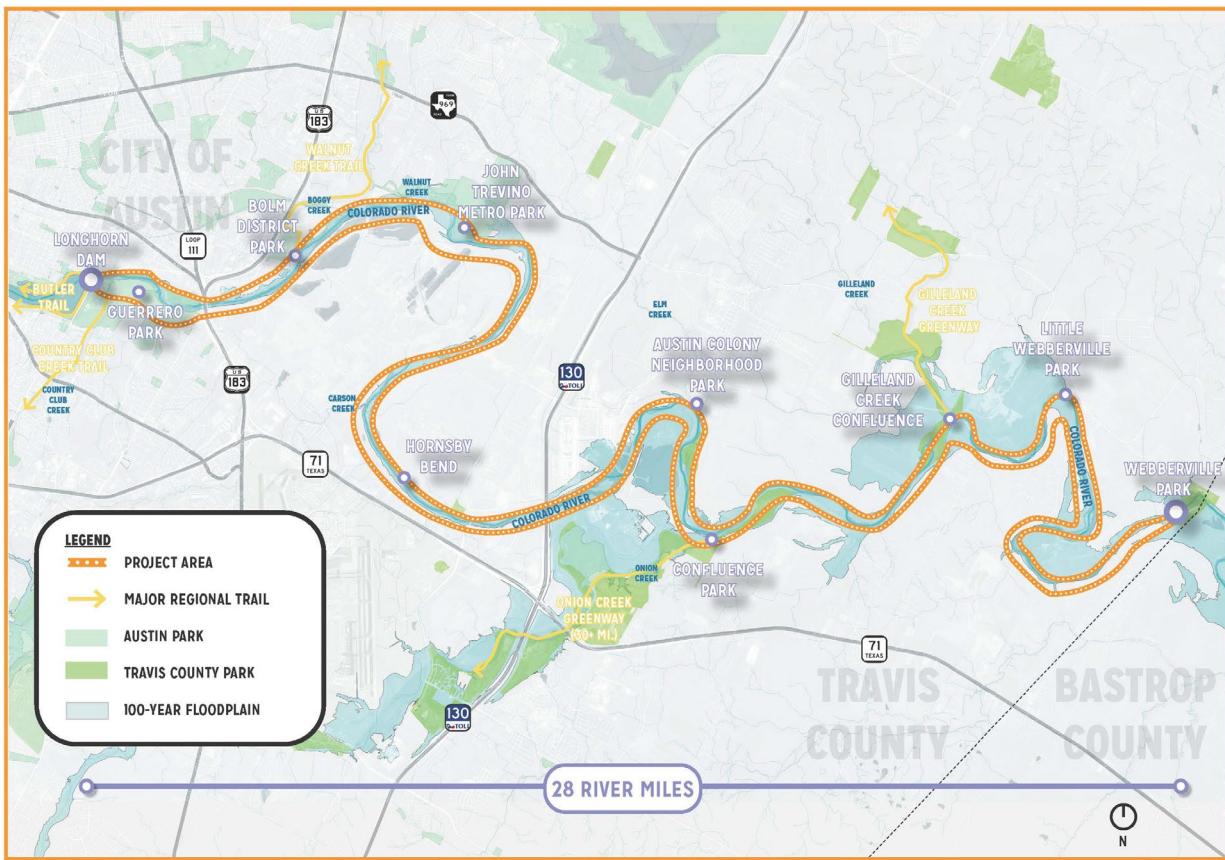 CITY OF
AUSTIN
U S
183
FARM
969
ROAD
WALNUT
CREEK TRAIL
WALNUT
CREEK
JOHN
TREVINO
METRO PARK
BOLM
DISTRICT
PARK
BOGGY
CREEK
COLORADO RIVER
LONGHORN
DAM
LOOP
111
BUTLER
TRAIL
GUERRERO
PARK
COUNTRY CLUB
CREEK TRAIL
COUNTRY
CLUB
CREEK
U S
183
CARSON
CREEK
71
TEXAS
HORNSBY
BEND
130
TOLL
ELM
CREEK
AUSTIN COLONY
NEIGHBORHOOD
PARK
GILLELAND
CREEK
GILLELAND
CREEK
GREENWAY
GILLELAND
CREEK
CONFLUENCE
LITTLE
WEBBERVILLE
PARK
COLORADO RIVER
WEBBERVILLE
PARK
COLORADO RIVER
ONION
CREEK
CONFLUENCE
PARK
ONION CREEK
GREENWAY
(30+ MI.)
71
TEXAS
130
TOLL
TRAVIS
COUNTY
BASTROP
COUNTY
LEGEND
PROJECT AREA
MAJOR REGIONAL TRAIL
AUSTIN PARK
TRAVIS COUNTY PARK
100-YEAR FLOODPLAIN
28 RIVER MILES
N